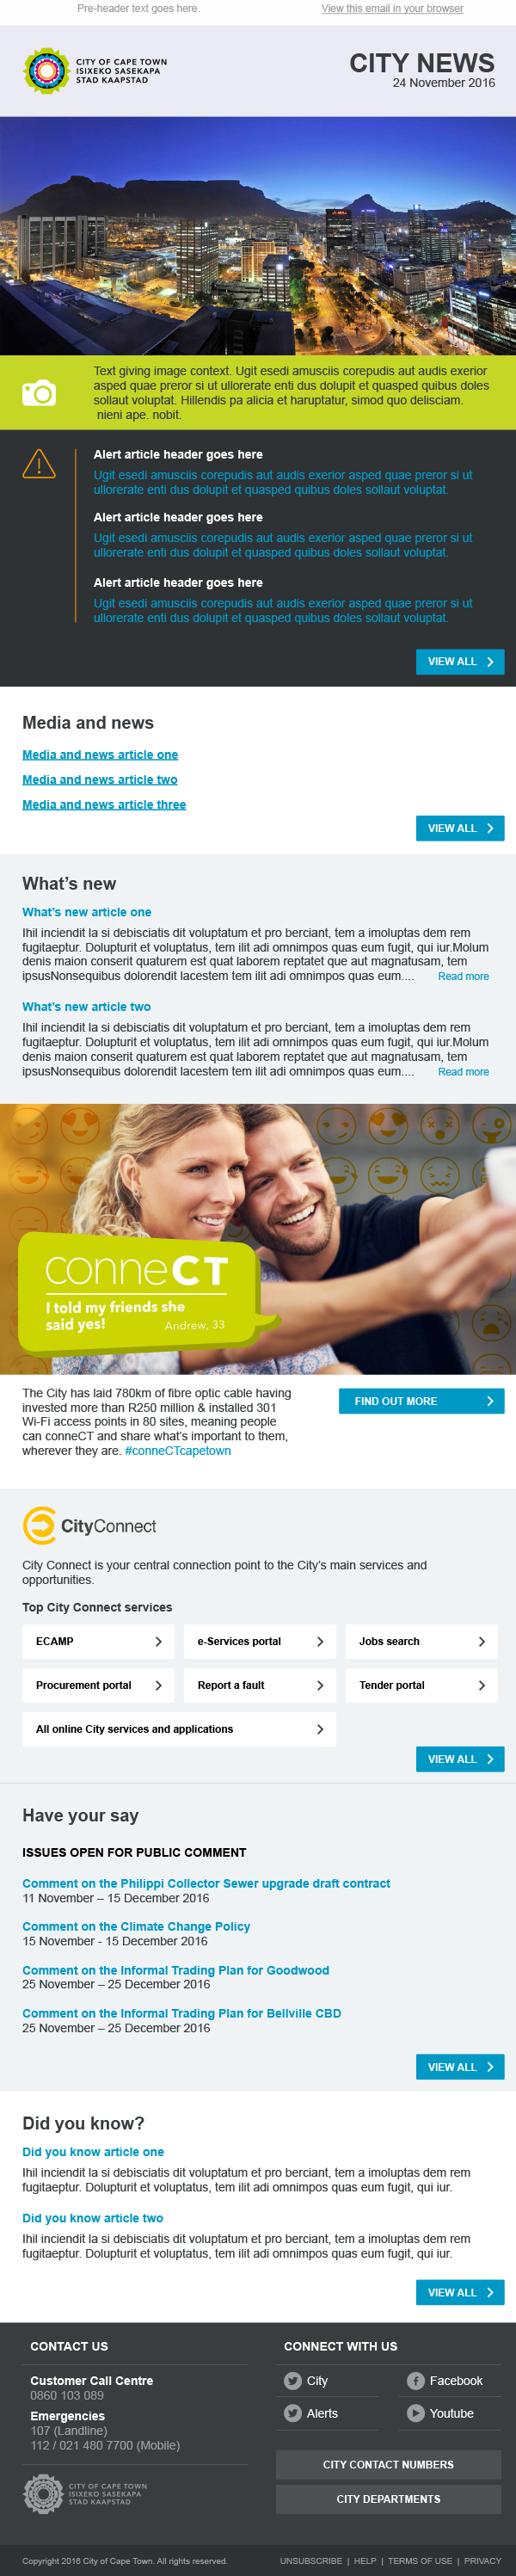 Pre-header text goes here.
View this email in your browser
CITY OF CAPE TOWN
ISIXEKO SASEKAPA
STAD KAAPSTAD
CITY NEWS
24 November 2016
Text giving image context. Ugit esedi amusciis corepudis aut audis exerior
asped quae preror si ut ullorerate enti dus dolupit et quasped quibus doles
sollaut voluptat. Hillendis pa alicia et haruptatur, simod quo delisciam.
nieni ape. nobit.
Alert article header goes here
Ugit esedi amusciis corepudis aut audis exerior asped quae preror si ut
ullorerate enti dus dolupit et quasped quibus doles sollaut voluptat.
Alert article header goes here
Ugit esedi amusciis corepudis aut audis exerior asped quae preror si ut
ullorerate enti dus dolupit et quasped quibus doles sollaut voluptat.
Alert article header goes here
Ugit esedi amusciis corepudis aut audis exerior asped quae preror si ut
ullorerate enti dus dolupit et quasped quibus doles sollaut voluptat.
VIEW ALL
Media and news
Media and news article one
Media and news article two
Media and news article three
VIEW ALL
What's new
What's new article one
Ihil inciendit la si debisciatis dit voluptatum et pro berciant, tem a imoluptas dem rem
fugitaeptur. Dolupturit et voluptatus, tem ilit adi omnimpos quas eum fugit, qui iur.Molum
denis maion conserit quaturem est quat laborem reptatet que aut magnatusam, tem
ipsusNonsequibus dolorendit lacestem tem ilit adi omnimpos quas eum....
Read more
What's new article two
Ihil inciendit la si debisciatis dit voluptatum et pro berciant, tem a imoluptas dem rem
fugitaeptur. Dolupturit et voluptatus, tem ilit adi omnimpos quas eum fugit, qui iur.Molum
denis maion conserit quaturem est quat laborem reptatet que aut magnatusam, tem
ipsusNonsequibus dolorendit lacestem tem ilit adi omnimpos quas eum....
Read more
conneCT
I told my friends she
said yes!
Andrew, 33
The City has laid 780km of fibre optic cable having
invested more than R250 million & installed 301
Wi-Fi access points in 80 sites, meaning people
can conneCT and share what's important to them,
wherever they are. #conneCTcapetown
FIND OUT MORE
CityConnect
City Connect is your central connection point to the City's main services and
opportunities.
Top City Connect services
ECAMP
e-Services portal
Jobs search
Procurement portal
Report a fault
Tender portal
All online City services and applications
VIEW ALL
Have your say
ISSUES OPEN FOR PUBLIC COMMENT
Comment on the Philippi Collector Sewer upgrade draft contract
11 November – 15 December 2016
Comment on the Climate Change Policy
15 November - 15 December 2016
Comment on the Informal Trading Plan for Goodwood
25 November – 25 December 2016
Comment on the Informal Trading Plan for Bellville CBD
25 November – 25 December 2016
VIEW ALL
Did you know?
Did you know article one
Ihil inciendit la si debisciatis dit voluptatum et pro berciant, tem a imoluptas dem rem
fugitaeptur. Dolupturit et voluptatus, tem ilit adi omnimpos quas eum fugit, qui iur.
Did you know article two
Ihil inciendit la si debisciatis dit voluptatum et pro berciant, tem a imoluptas dem rem
fugitaeptur. Dolupturit et voluptatus, tem ilit adi omnimpos quas eum fugit, qui iur.
VIEW ALL
CONTACT US
Customer Call Centre
0860 103 089
Emergencies
107 (Landline)
112 / 021 480 7700 (Mobile)
CITY OF CAPE TOWN
ISIXEKO SASEKAPA
STAD KAAPSTAD
CONNECT WITH US
City
Facebook
Alerts
Youtube
CITY CONTACT NUMBERS
CITY DEPARTMENTS
Copyright 2016 City of Cape Town. All rights reserved.
UNSUBSCRIBE | HELP | TERMS OF USE | PRIVACY